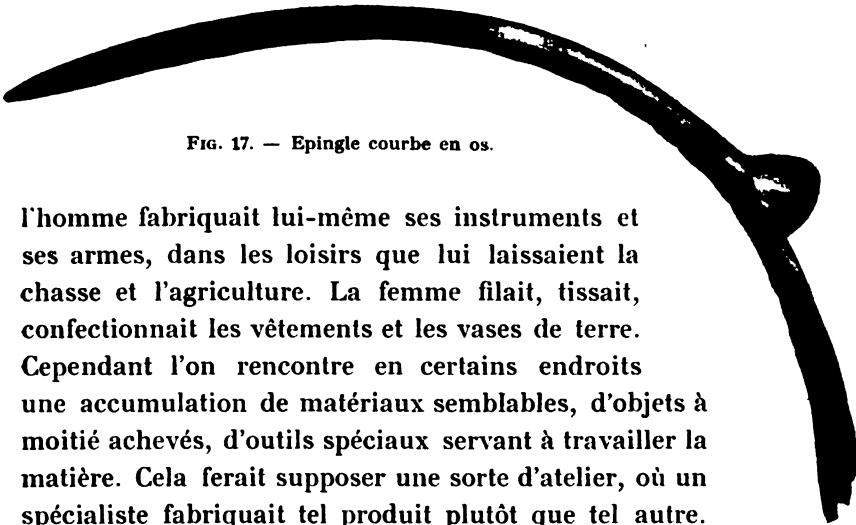 FIG. 17. — Epingle courbe en os.
l'homme fabriquait lui-même ses instruments et
ses armes, dans les loisirs que lui laissaient la
chasse et l'agriculture. La femme filait, tissait,
confectionnait les vêtements et les vases de terre.
Cependant l'on rencontre en certains endroits
une accumulation de matériaux semblables, d'objets à
moitié achevés, d'outils spéciaux servant à travailler la
matière. Cela ferait supposer une sorte d'atelier, où un
spécialiste fabriquait tel produit plutôt que tel autre.